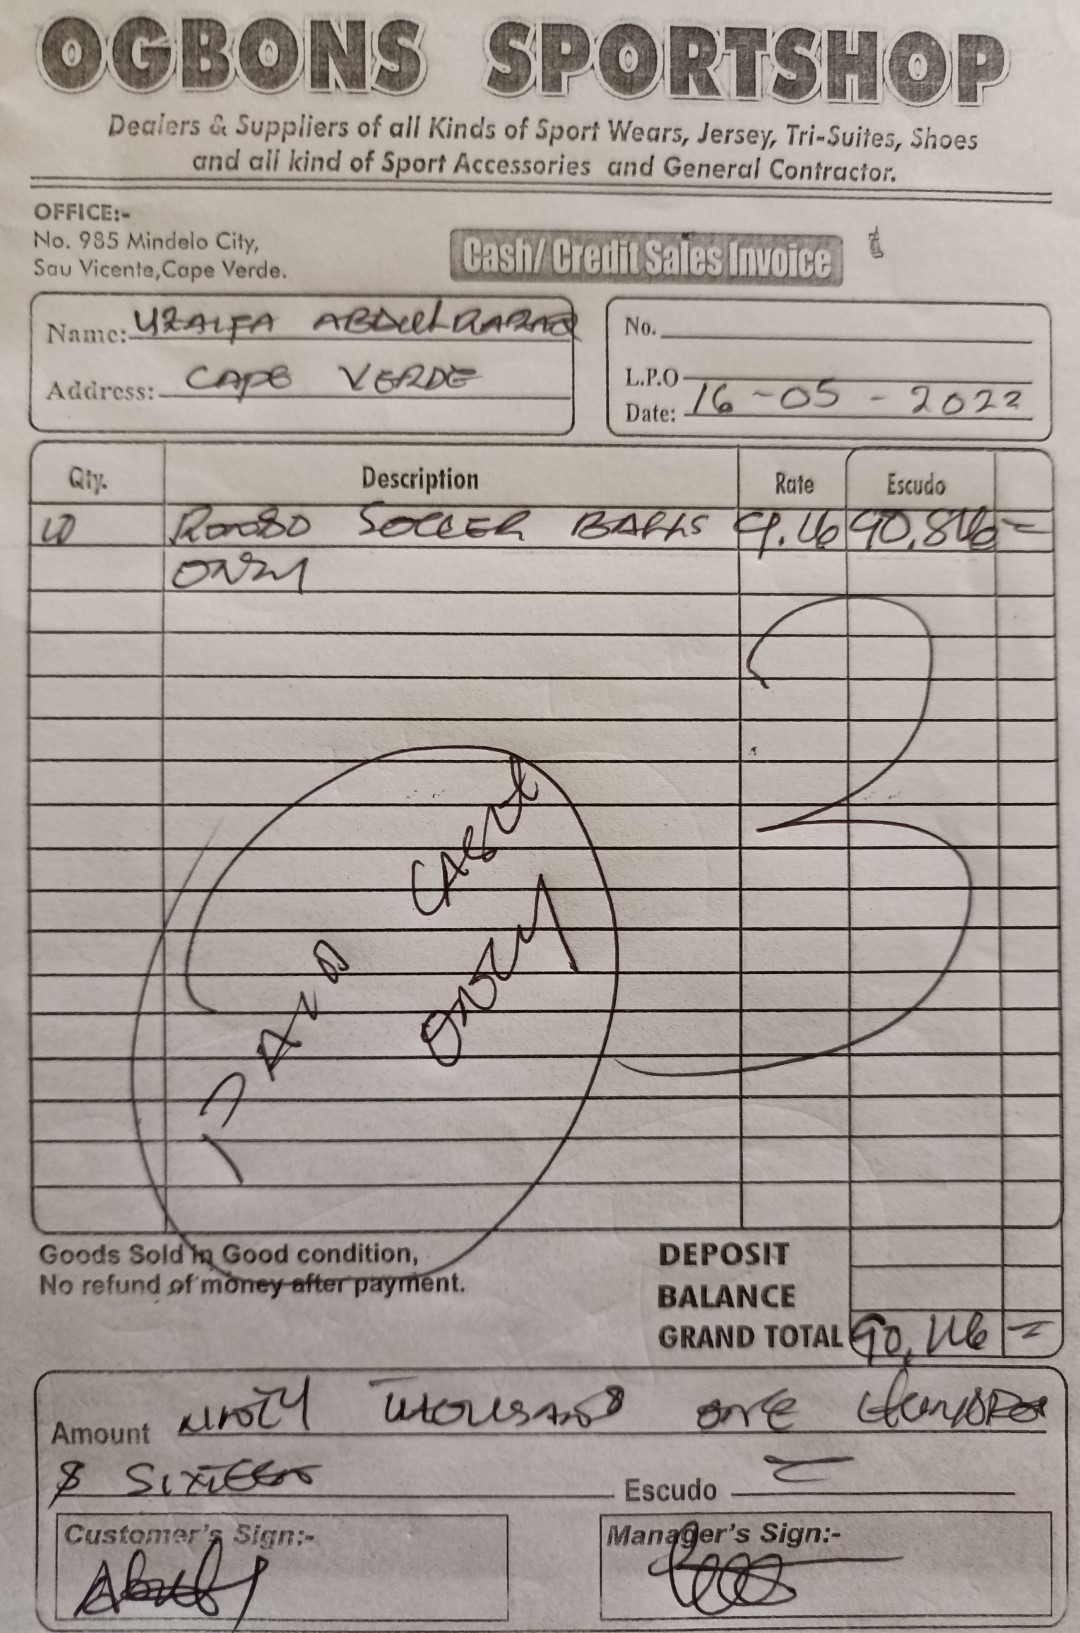 OGBONS SPORTSHOP
Dealers & Suppliers of all Kinds of Sport Wears, Jersey, Tri-Suites, Shoes
and all kind of Sport Accessories and General Contractor.
OFFICE:-
No. 985 Mindelo City,
Sau Vicente,Cape Verde.
Cash/ Credit Sales Invoice
Name: UZAIFA ABDULRAZAQ
Address: CAPE VERDE
No.
L.P.O
Date: 16-05-2022
Qty. Description Rate Escudo
10 SOCCER BALLS
ONLY
PAID CASH
ONLY
Goods Sold in Good condition,
No refund of money after payment.
DEPOSIT
BALANCE
GRAND TOTAL 90,116 =
Amount NINTY THOUSAND ONE HUNDRED
& SIXTEEN Escudo =
Customer's Sign:-
Manager's Sign:-